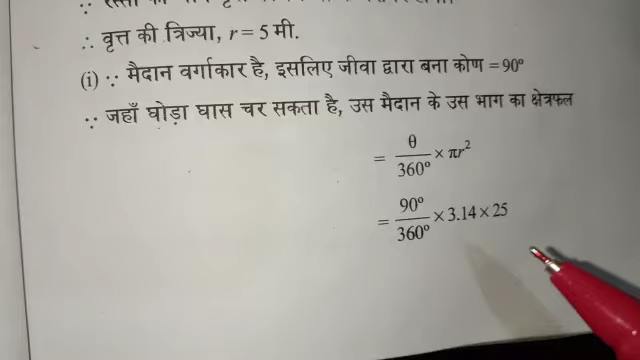 ∴ वृत्त की त्रिज्या, r = 5 मी.
(i) ∵ मैदान वर्गाकार है, इसलिए जीवा द्वारा बना कोण = 90°
∵ जहाँ घोड़ा घास चर सकता है, उस मैदान के उस भाग का क्षेत्रफल
= θ/360° × πr²
= 90°/360° × 3.14 × 25